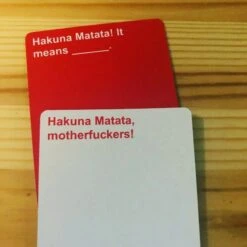 Hakuna Matata! It
means ______.
Hakuna Matata,
motherfuckers!